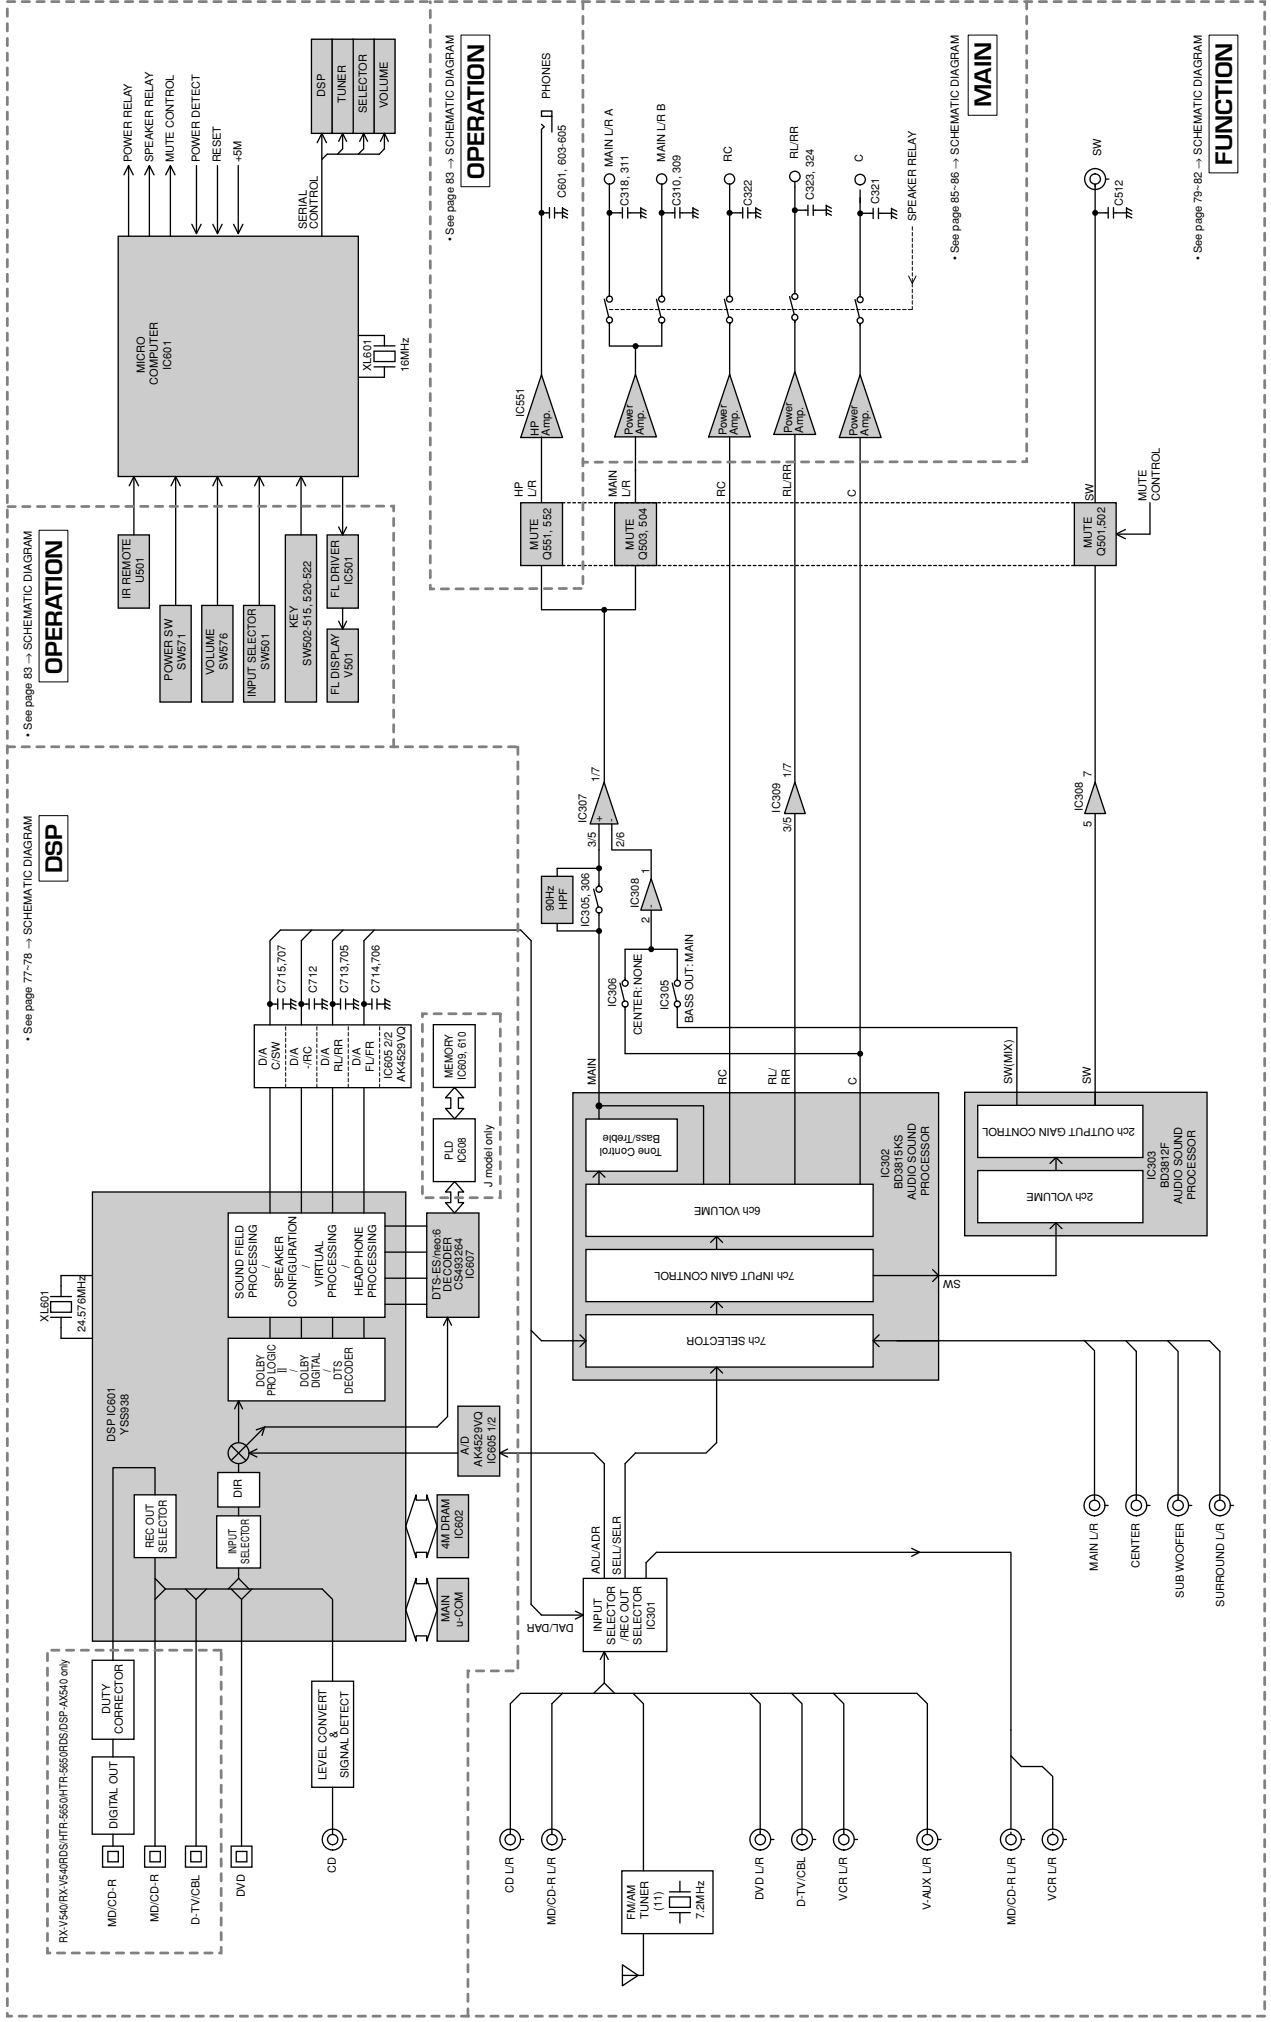 • See page 77~78 → SCHEMATIC DIAGRAM
DSP
• See page 83 → SCHEMATIC DIAGRAM
OPERATION
RX-V540/RX-V540RDS/HTR-5650/HTR-5650RDS/DSP-AX540 only
MD/CD-R
DIGITAL OUT
DUTY
CORRECTOR
MD/CD-R
D-TV/CBL
DVD
CD
LEVEL CONVERT
&
SIGNAL DETECT
XL601
24.576MHz
DSP IC601
YSS938
REC OUT
SELECTOR
INPUT
SELECTOR
DIR
DOLBY
PRO LOGIC
II
/
DOLBY
DIGITAL
/
DTS
DECODER
SOUND FIELD
PROCESSING
/
SPEAKER
CONFIGURATION
/
VIRTUAL
PROCESSING
/
HEADPHONE
PROCESSING
D/A
C/SW
D/A
-/RC
D/A
RL/RR
D/A
FL/FR
IC605 2/2
AK4529VQ
C715,707
C712
C713,705
C714,706
MAIN
u-COM
4M DRAM
IC602
A/D
AK4529VQ
IC605 1/2
DTS-ES/neo:6
DECODER
CS493264
IC607
PLD
IC608
MEMORY
IC609, 610
J model only
IR REMOTE
U501
POWER SW
SW571
VOLUME
SW576
INPUT SELECTOR
SW501
KEY
SW502-515, 520-522
FL DISPLAY
V501
FL DRIVER
IC501
MICRO
COMPUTER
IC601
XL601
16MHz
POWER RELAY
SPEAKER RELAY
MUTE CONTROL
POWER DETECT
RESET
+5M
SERIAL
CONTROL
DSP
TUNER
SELECTOR
VOLUME
• See page 83 → SCHEMATIC DIAGRAM
OPERATION
CD L/R
MD/CD-R L/R
FM/AM
TUNER
(11)
7.2MHz
DVD L/R
D-TV/CBL
VCR L/R
V-AUX L/R
MD/CD-R L/R
VCR L/R
DAL/DAR
INPUT
SELECTOR
/REC OUT
SELECTOR
IC301
ADL/ADR
SELL/SELR
MAIN L/R
CENTER
SUB WOOFER
SURROUND L/R
7ch SELECTOR
7ch INPUT GAIN CONTROL
6ch VOLUME
Tone Control
Bass/Treble
IC302
BD3815KS
AUDIO SOUND
PROCESSOR
SW
2ch VOLUME
2ch OUTPUT GAIN CONTROL
IC303
BD3812F
AUDIO SOUND
PROCESSOR
MAIN
RC
RL/
RR
C
SW(MIX)
SW
90Hz
HPF
IC305, 306
IC306
CENTER: NONE
IC305
BASS OUT: MAIN
2
IC308
1
3/5
2/6
+
-
-
IC307
1/7
3/5
IC309
1/7
5
IC308
7
MUTE
Q551, 552
HP
L/R
IC551
HP
Amp.
C601, 603-605
PHONES
MUTE
Q503, 504
MAIN
L/R
Power
Amp.
MAIN L/R A
C318, 311
MAIN L/R B
C310, 309
RC
Power
Amp.
RC
C322
RL/RR
Power
Amp.
RL/RR
C323, 324
C
Power
Amp.
C
C321
SPEAKER RELAY
• See page 85~86 → SCHEMATIC DIAGRAM
MAIN
MUTE
Q501,502
SW
MUTE
CONTROL
SW
C512
• See page 79~82 → SCHEMATIC DIAGRAM
FUNCTION